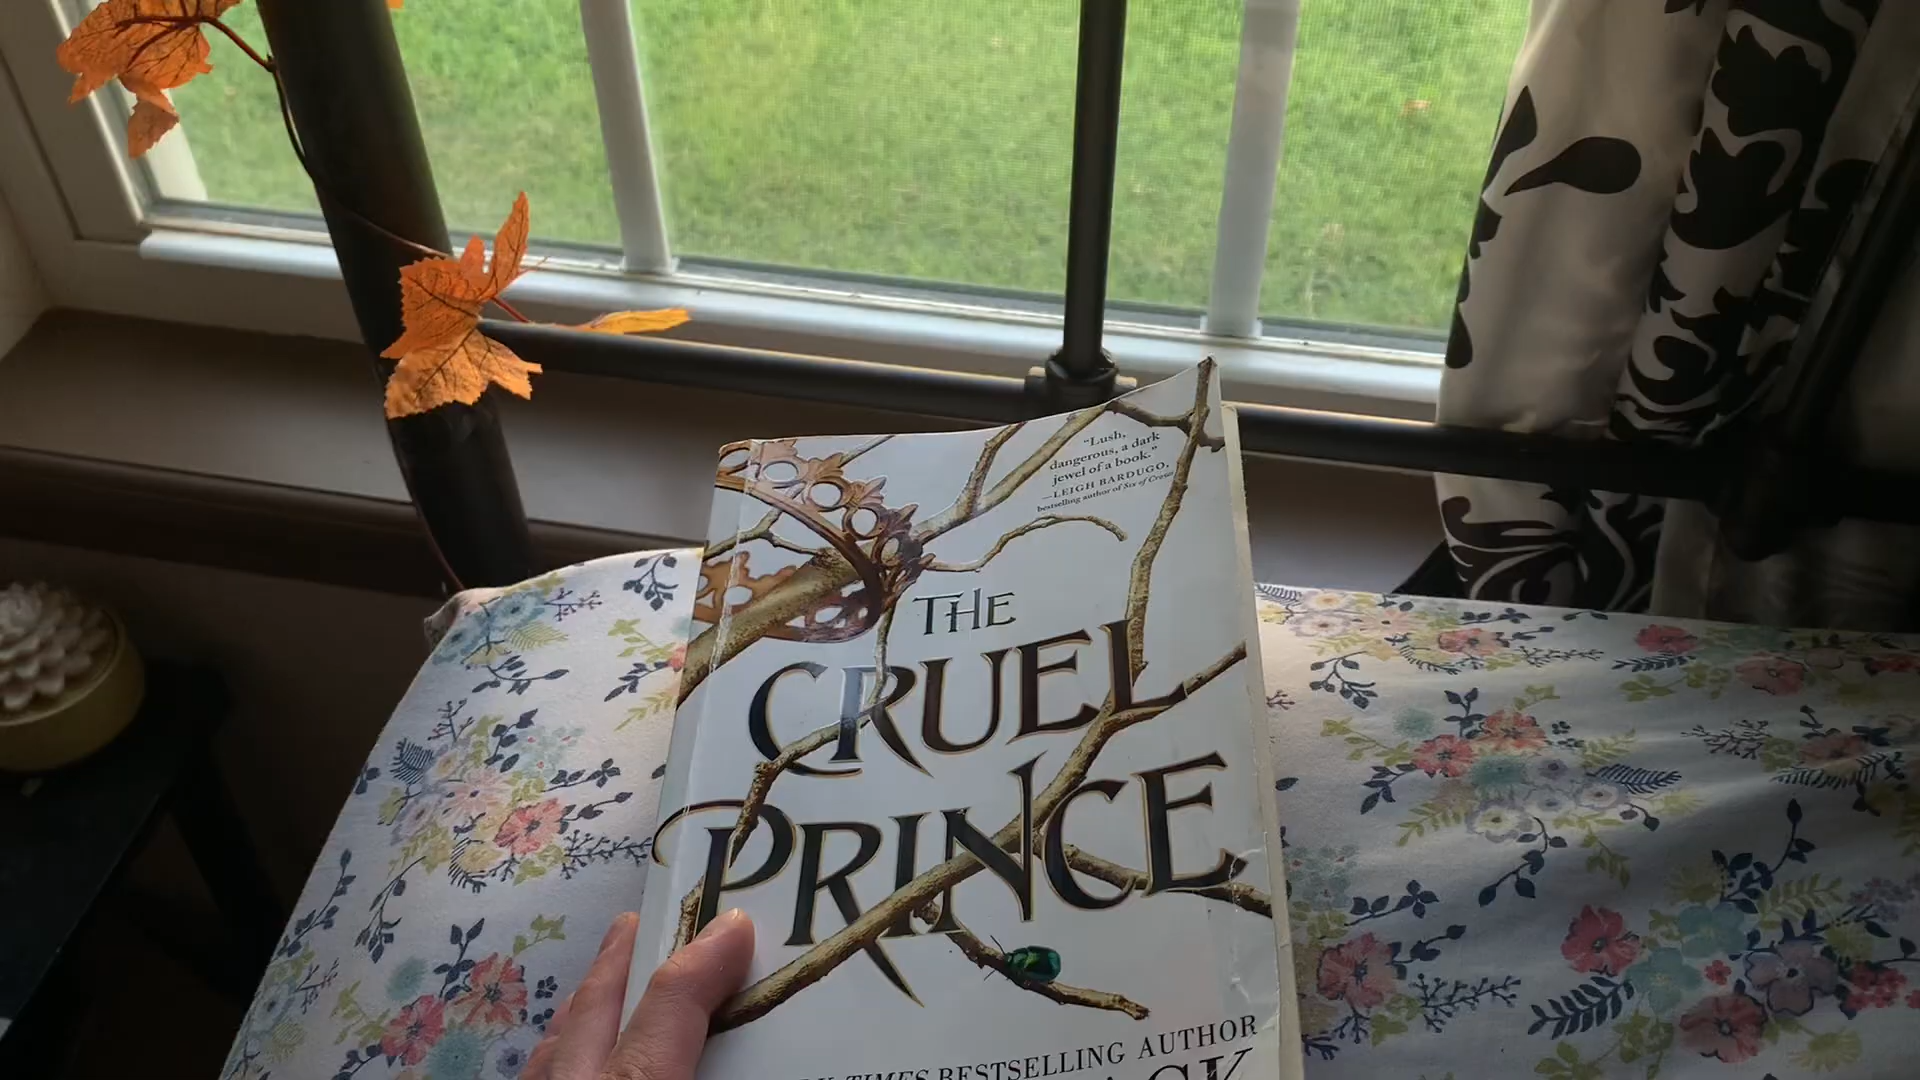 "Lush,
dangerous, a dark
jewel of a book."
—LEIGH BARDUGO,
bestselling author of Six of Crows
THE
CRUEL
PRINCE
TIMES BESTSELLING AUTHOR